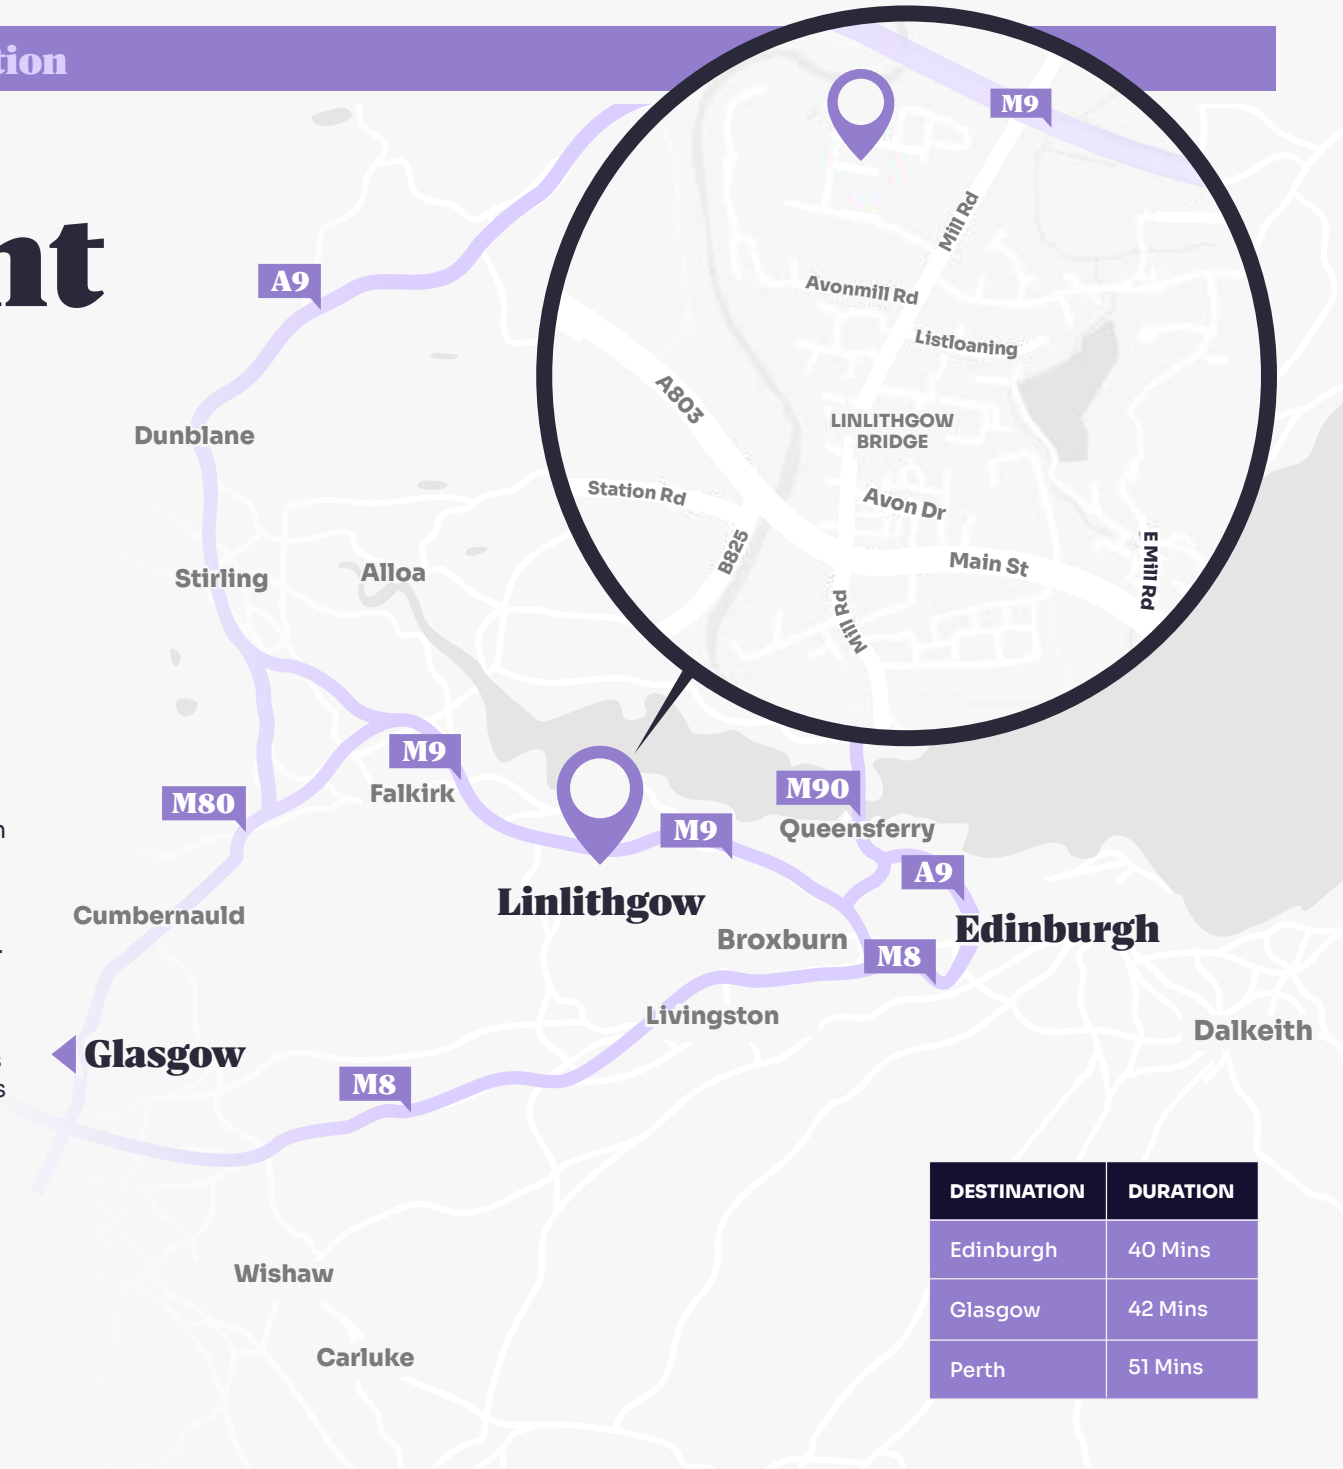 tion
nt
M9
Mill Rd
Avonmill Rd
Listloaning
A803
LINLITHGOW
BRIDGE
Station Rd
Avon Dr
B825
Main St
E Mill Rd
Mill Rd
A9
Dunblane
Stirling
Alloa
M9
Falkirk
M80
M90
Queensferry
M9
A9
Linlithgow
Edinburgh
Cumbernauld
Broxburn
M8
Livingston
Dalkeith
Glasgow
M8
Wishaw
Carluke
DESTINATION DURATION
Edinburgh 40 Mins
Glasgow 42 Mins
Perth 51 Mins